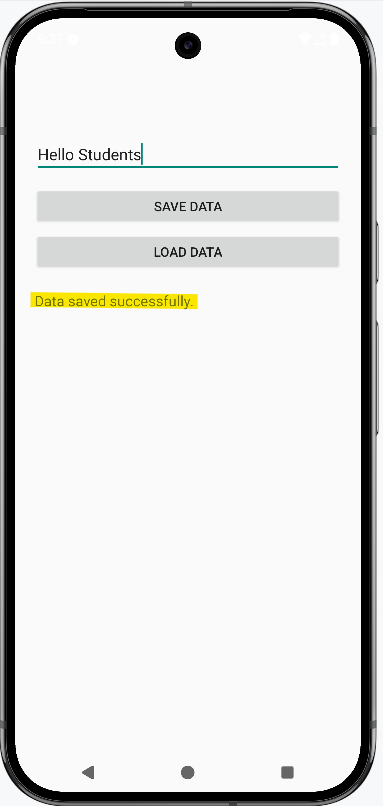 Hello Students
SAVE DATA
LOAD DATA
Data saved successfully.